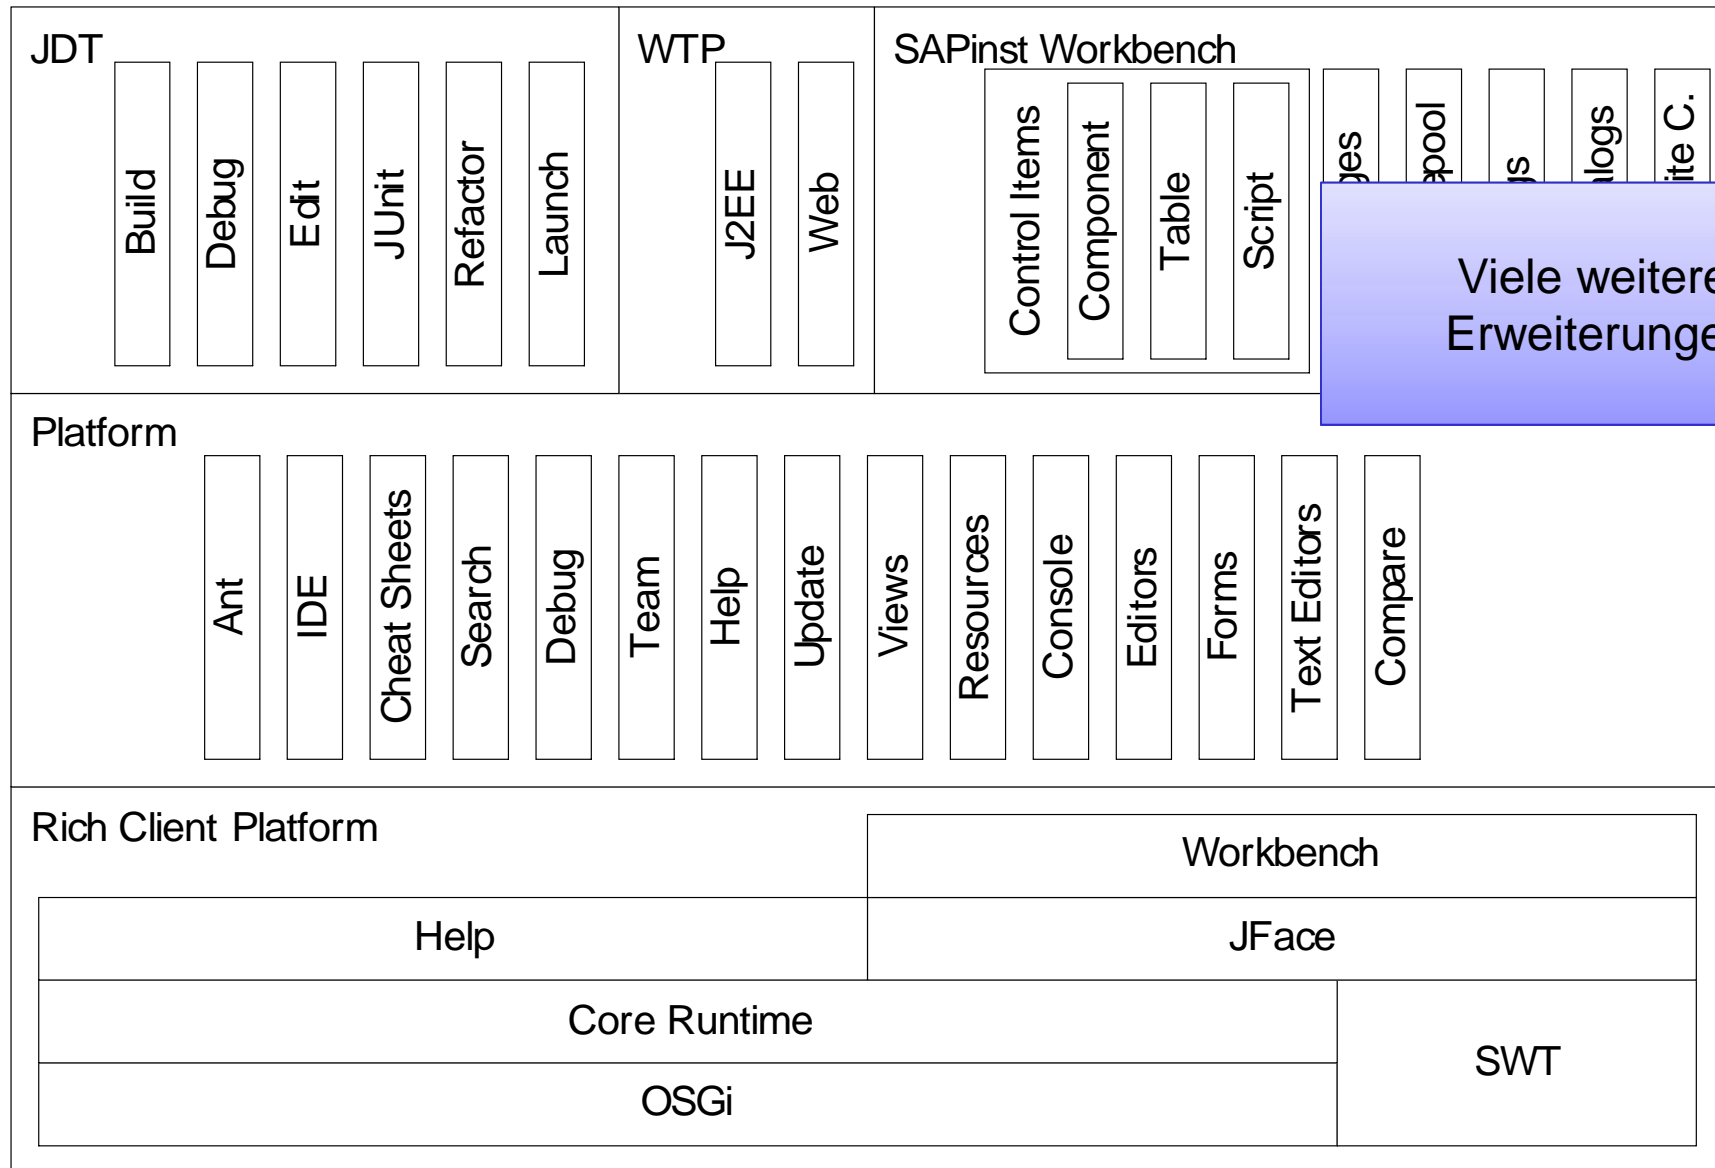 JDT
Build
Debug
Edit
JUnit
Refactor
Launch
WTP
J2EE
Web
SAPinst Workbench
Control Items
Component
Table
Script
C.
Viele weitere
Platform
Ant
IDE
Cheat Sheets
Search
Debug
Team
Help
Update
Views
Resources
Console
Editors
Forms
Text Editors
Compare
Rich Client Platform
Workbench
Help
JFace
Core Runtime
SWT
OSGi